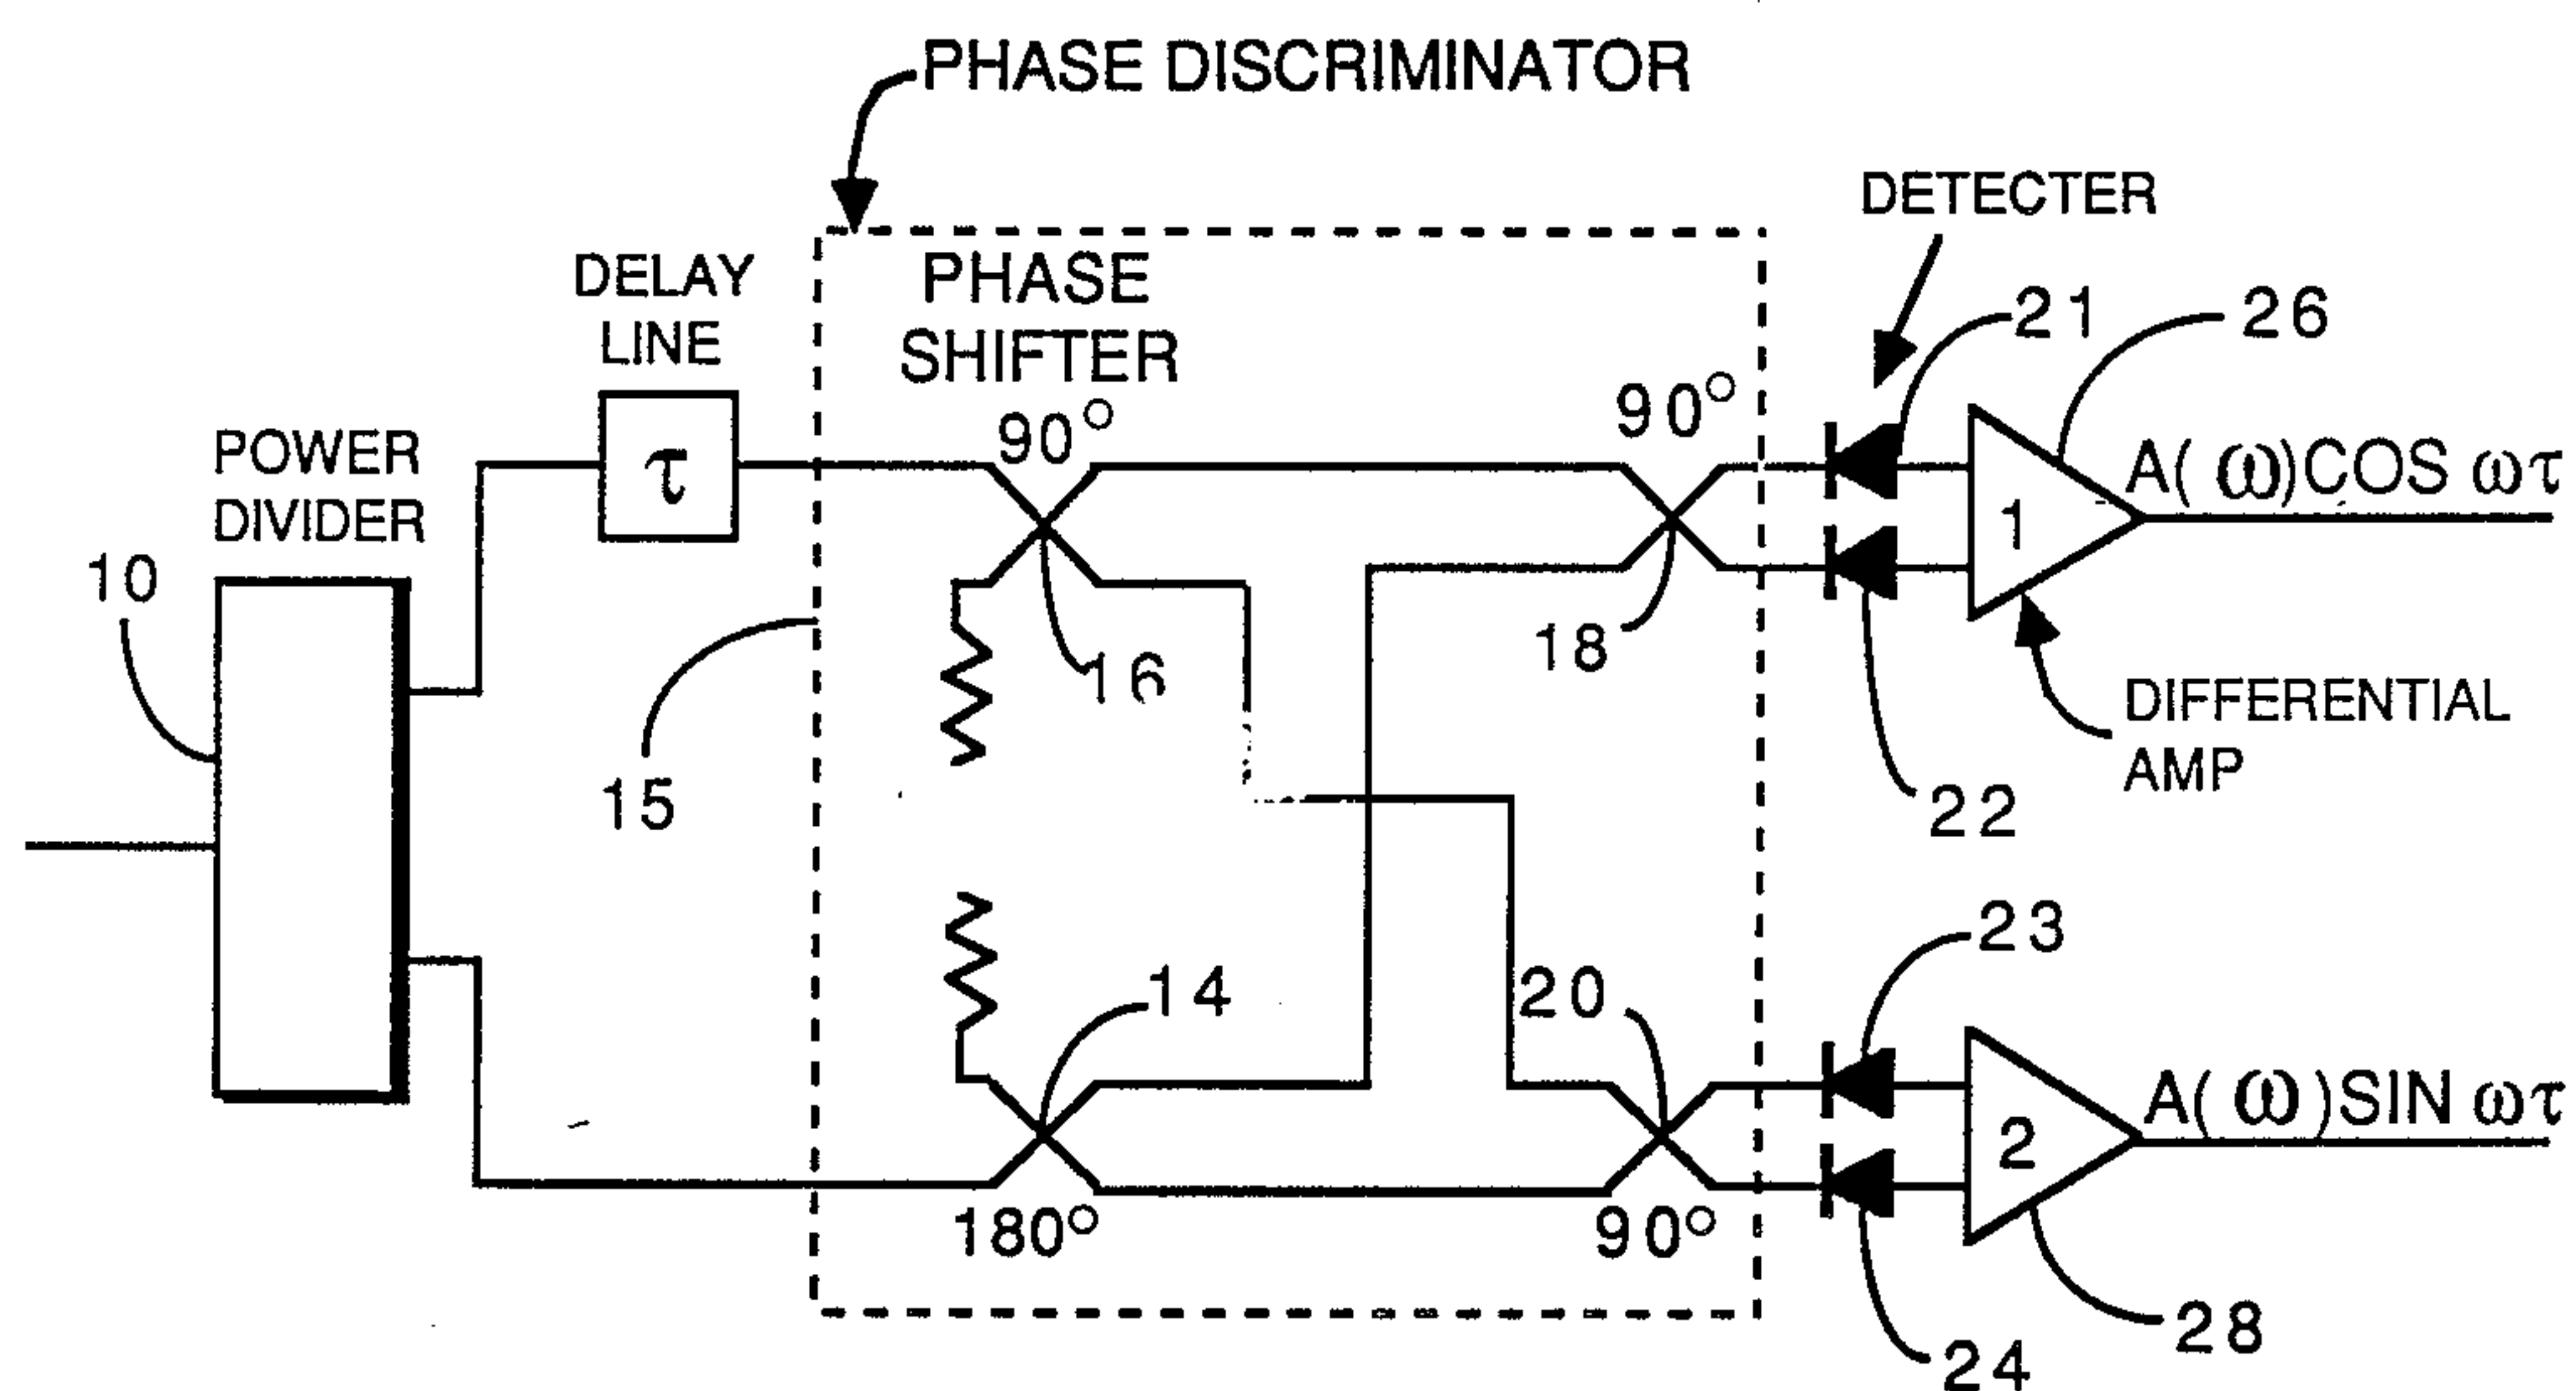 PHASE DISCRIMINATOR
DETECTER
DELAY
LINE
PHASE
SHIFTER
21
26
90°
90°
POWER
DIVIDER
τ
A(ω)COS ωτ
1
10
16
18
DIFFERENTIAL
AMP
15
22
23
14
20
2
A(ω)SIN ωτ
180°
90°
28
24